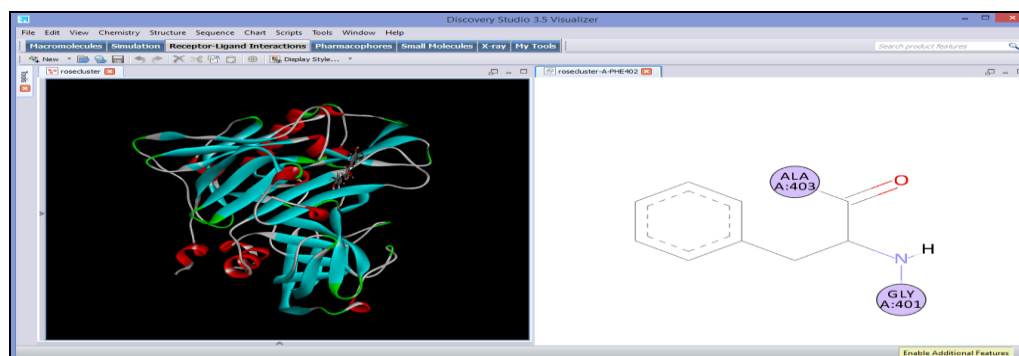 Discovery Studio 3.5 Visualizer
File Edit View Chemistry Structure Sequence Chart Scripts Tools Window Help
Macromolecules Simulation Receptor-Ligand Interactions Pharmacophores Small Molecules X-ray My Tools Search product features
New Display Style...
Tools
rosecluster rosecluster-A-PHE402
ALA
A:403
O
H
N
GLY
A:401
Enable Additional Features